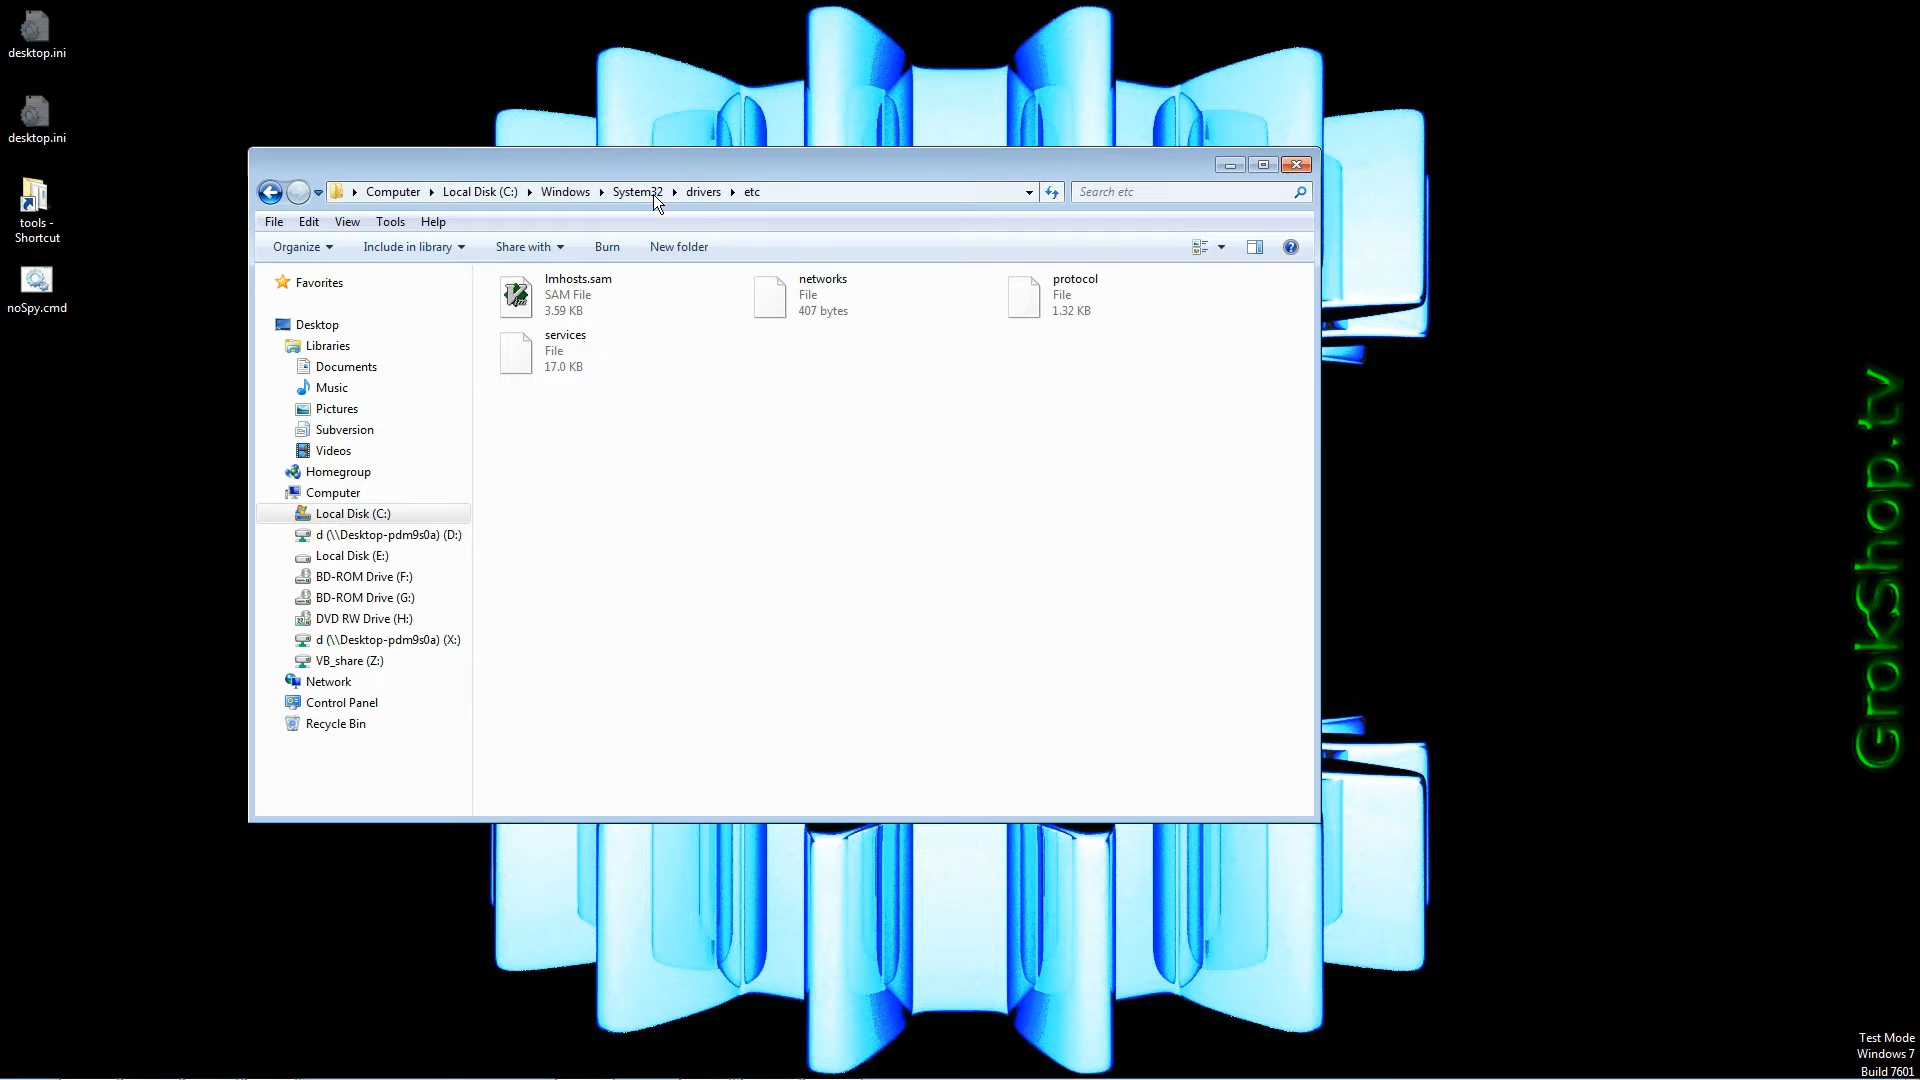 desktop.ini
desktop.ini
tools -
Shortcut
noSpy.cmd
Computer
Local Disk (C:)
Windows
System32
drivers
etc
Search etc
File
Edit
View
Tools
Help
Organize
Include in library
Share with
Burn
New folder
Favorites
Desktop
Libraries
Documents
Music
Pictures
Subversion
Videos
Homegroup
Computer
Local Disk (C:)
d (\\Desktop-pdm9s0a) (D:)
Local Disk (E:)
BD-ROM Drive (F:)
BD-ROM Drive (G:)
DVD RW Drive (H:)
d (\\Desktop-pdm9s0a) (X:)
VB_share (Z:)
Network
Control Panel
Recycle Bin
lmhosts.sam
SAM File
3.59 KB
networks
File
407 bytes
protocol
File
1.32 KB
services
File
17.0 KB
GrokShop.tv
Test Mode
Windows 7
Build 7601